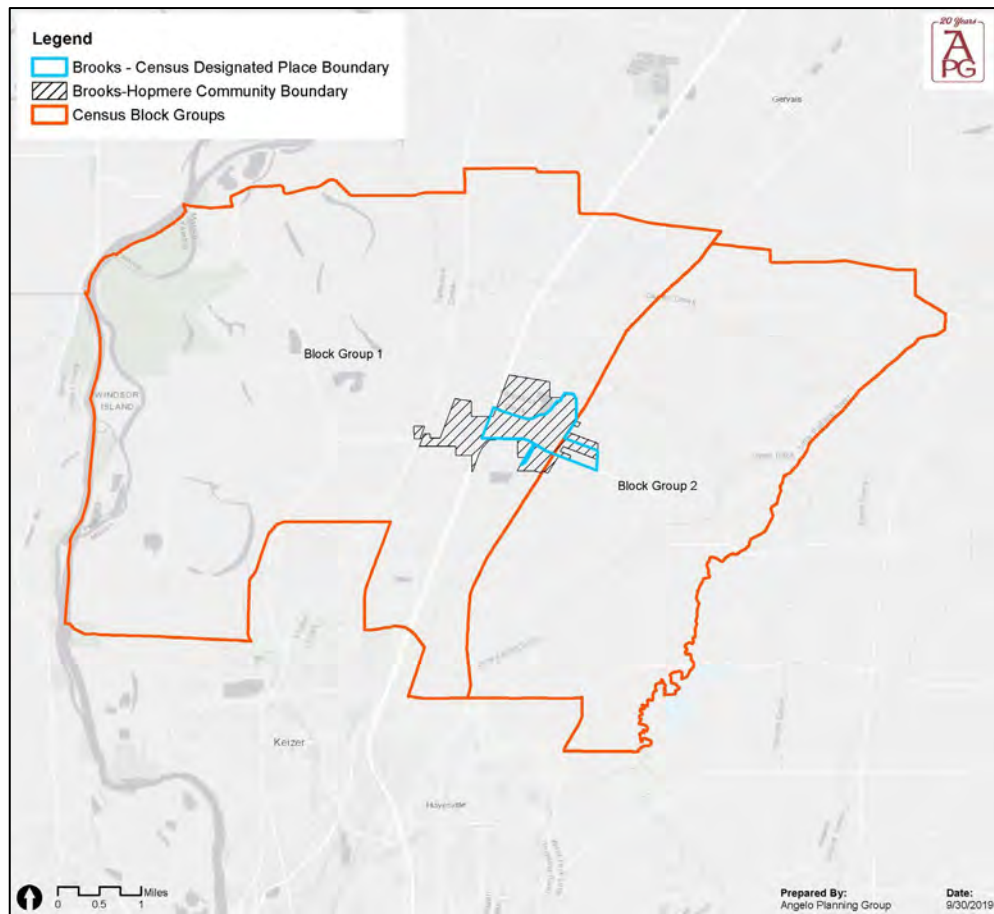 Legend
Brooks - Census Designated Place Boundary
Brooks-Hopmere Community Boundary
Census Block Groups
20 Years
APG
Gervais
Block Group 1
WINDSOR
ISLAND
Block Group 2
Keizer
Hayesville
Miles
0 0.5 1
Prepared By:
Angelo Planning Group
Date:
9/30/2019